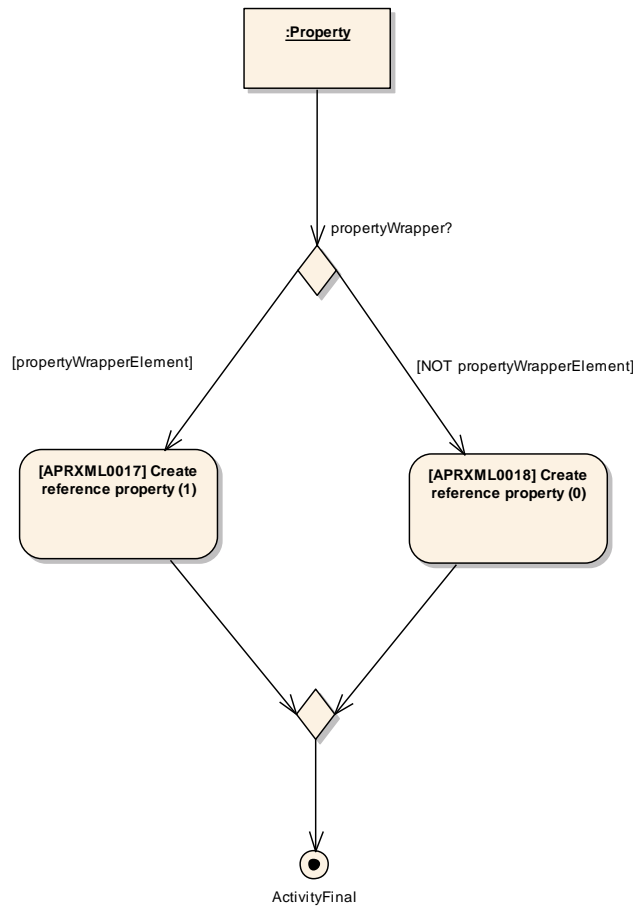 :Property
propertyWrapper?
[propertyWrapperElement]
[NOT propertyWrapperElement]
[APRXML0017] Create
reference property (1)
[APRXML0018] Create
reference property (0)
ActivityFinal